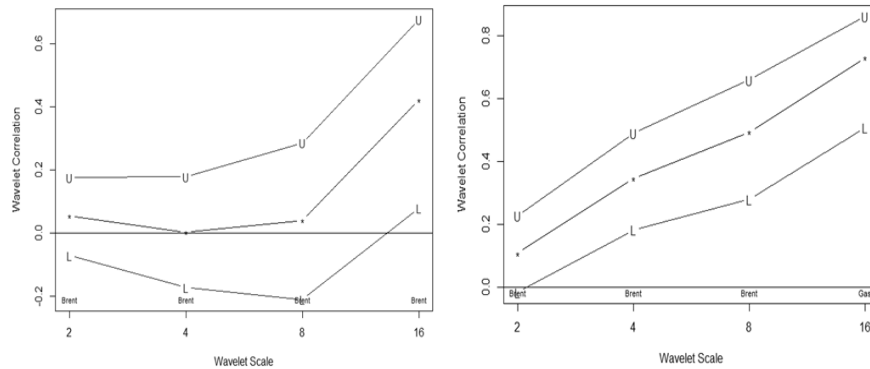 0.6
0.4
0.2
0.0
-0.2
Wavelet Correlation
U
U
U
U
*
*
*
*
L
L
L
L
Brent
Brent
Brent
Brent
2
4
8
16
Wavelet Scale
0.8
0.6
0.4
0.2
0.0
Wavelet Correlation
U
U
U
U
*
*
*
*
L
L
L
L
Brent
Brent
Brent
Gas
2
4
8
16
Wavelet Scale